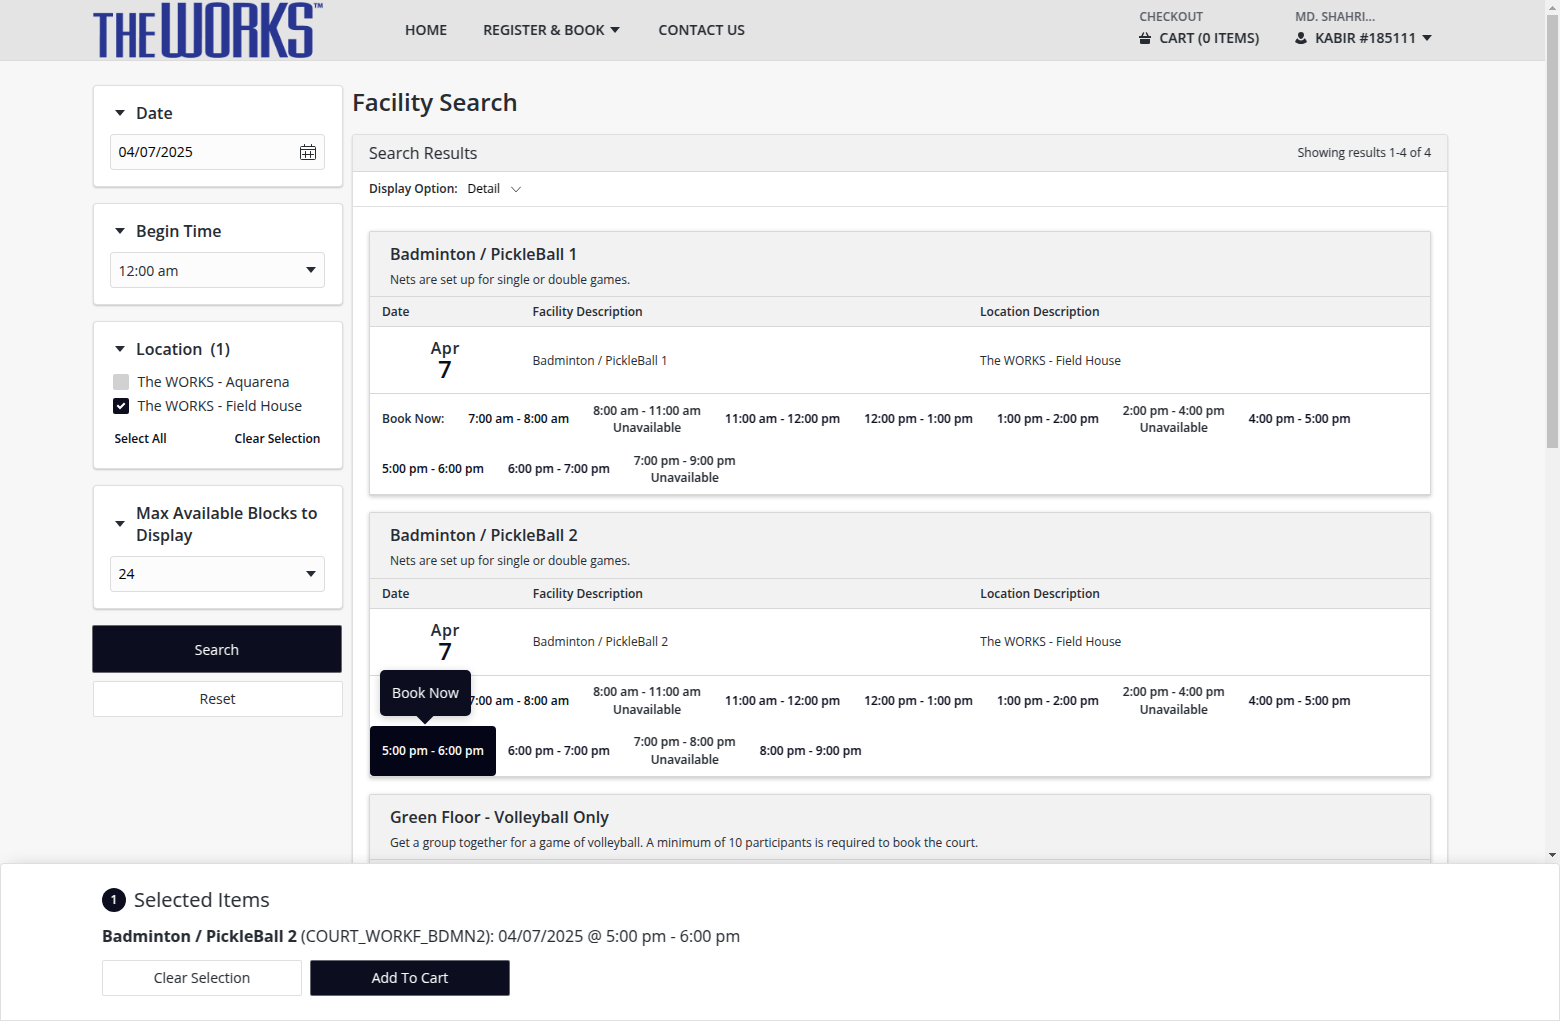 THE WORKS™
HOME
REGISTER & BOOK
CONTACT US
CHECKOUT
CART (0 ITEMS)
MD. SHAHRI...
KABIR #185111
Date
04/07/2025
Begin Time
12:00 am
Location (1)
The WORKS - Aquarena
The WORKS - Field House
Select All
Clear Selection
Max Available Blocks to
Display
24
Search
Reset
Facility Search
Search Results
Showing results 1-4 of 4
Display Option: Detail
Badminton / PickleBall 1
Nets are set up for single or double games.
Date Facility Description Location Description
Apr
7
Badminton / PickleBall 1
The WORKS - Field House
Book Now:
7:00 am - 8:00 am
8:00 am - 11:00 am
Unavailable
11:00 am - 12:00 pm
12:00 pm - 1:00 pm
1:00 pm - 2:00 pm
2:00 pm - 4:00 pm
Unavailable
4:00 pm - 5:00 pm
5:00 pm - 6:00 pm
6:00 pm - 7:00 pm
7:00 pm - 9:00 pm
Unavailable
Badminton / PickleBall 2
Nets are set up for single or double games.
Date Facility Description Location Description
Apr
7
Badminton / PickleBall 2
The WORKS - Field House
Book Now
7:00 am - 8:00 am
8:00 am - 11:00 am
Unavailable
11:00 am - 12:00 pm
12:00 pm - 1:00 pm
1:00 pm - 2:00 pm
2:00 pm - 4:00 pm
Unavailable
4:00 pm - 5:00 pm
5:00 pm - 6:00 pm
6:00 pm - 7:00 pm
7:00 pm - 8:00 pm
Unavailable
8:00 pm - 9:00 pm
Green Floor - Volleyball Only
Get a group together for a game of volleyball. A minimum of 10 participants is required to book the court.
1 Selected Items
Badminton / PickleBall 2 (COURT_WORKF_BDMN2): 04/07/2025 @ 5:00 pm - 6:00 pm
Clear Selection
Add To Cart